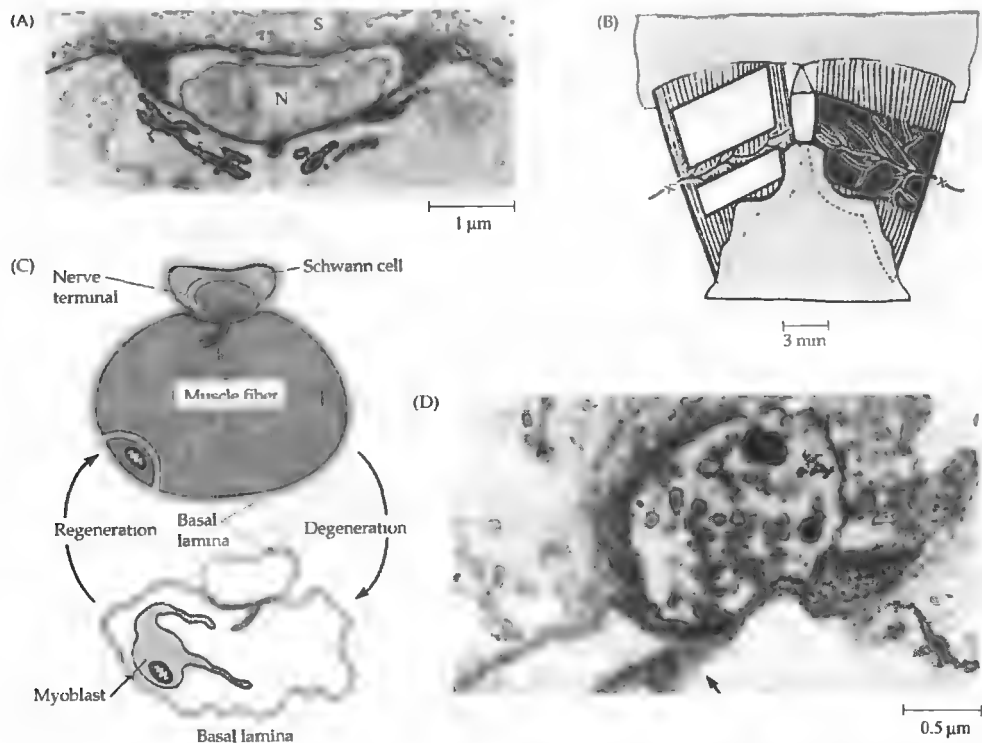 (A)
S
N
1 µm
(B)
x
x
3 mm
(C)
Nerve
terminal
Schwann cell
Muscle fiber
Regeneration
Basal
lamina
Degeneration
Myoblast
Basal lamina
(D)
0.5 µm